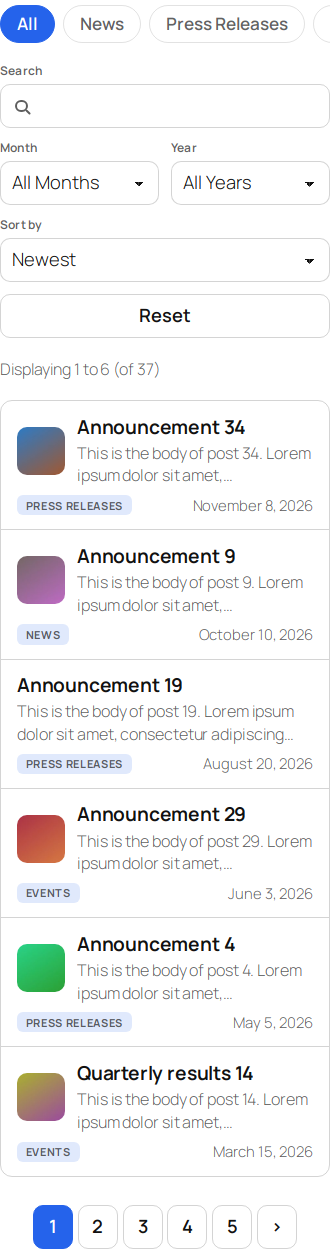 All News Press Releases
Search
Month Year
All Months All Years
Sort by
Newest
Reset
Displaying 1 to 6 (of 37)
Announcement 34
This is the body of post 34. Lorem
ipsum dolor sit amet,...
PRESS RELEASES November 8, 2026
Announcement 9
This is the body of post 9. Lorem
ipsum dolor sit amet,...
NEWS October 10, 2026
Announcement 19
This is the body of post 19. Lorem ipsum
dolor sit amet, consectetur adipiscing...
PRESS RELEASES August 20, 2026
Announcement 29
This is the body of post 29. Lorem
ipsum dolor sit amet,...
EVENTS June 3, 2026
Announcement 4
This is the body of post 4. Lorem
ipsum dolor sit amet,...
PRESS RELEASES May 5, 2026
Quarterly results 14
This is the body of post 14. Lorem
ipsum dolor sit amet,...
EVENTS March 15, 2026
1 2 3 4 5 ›